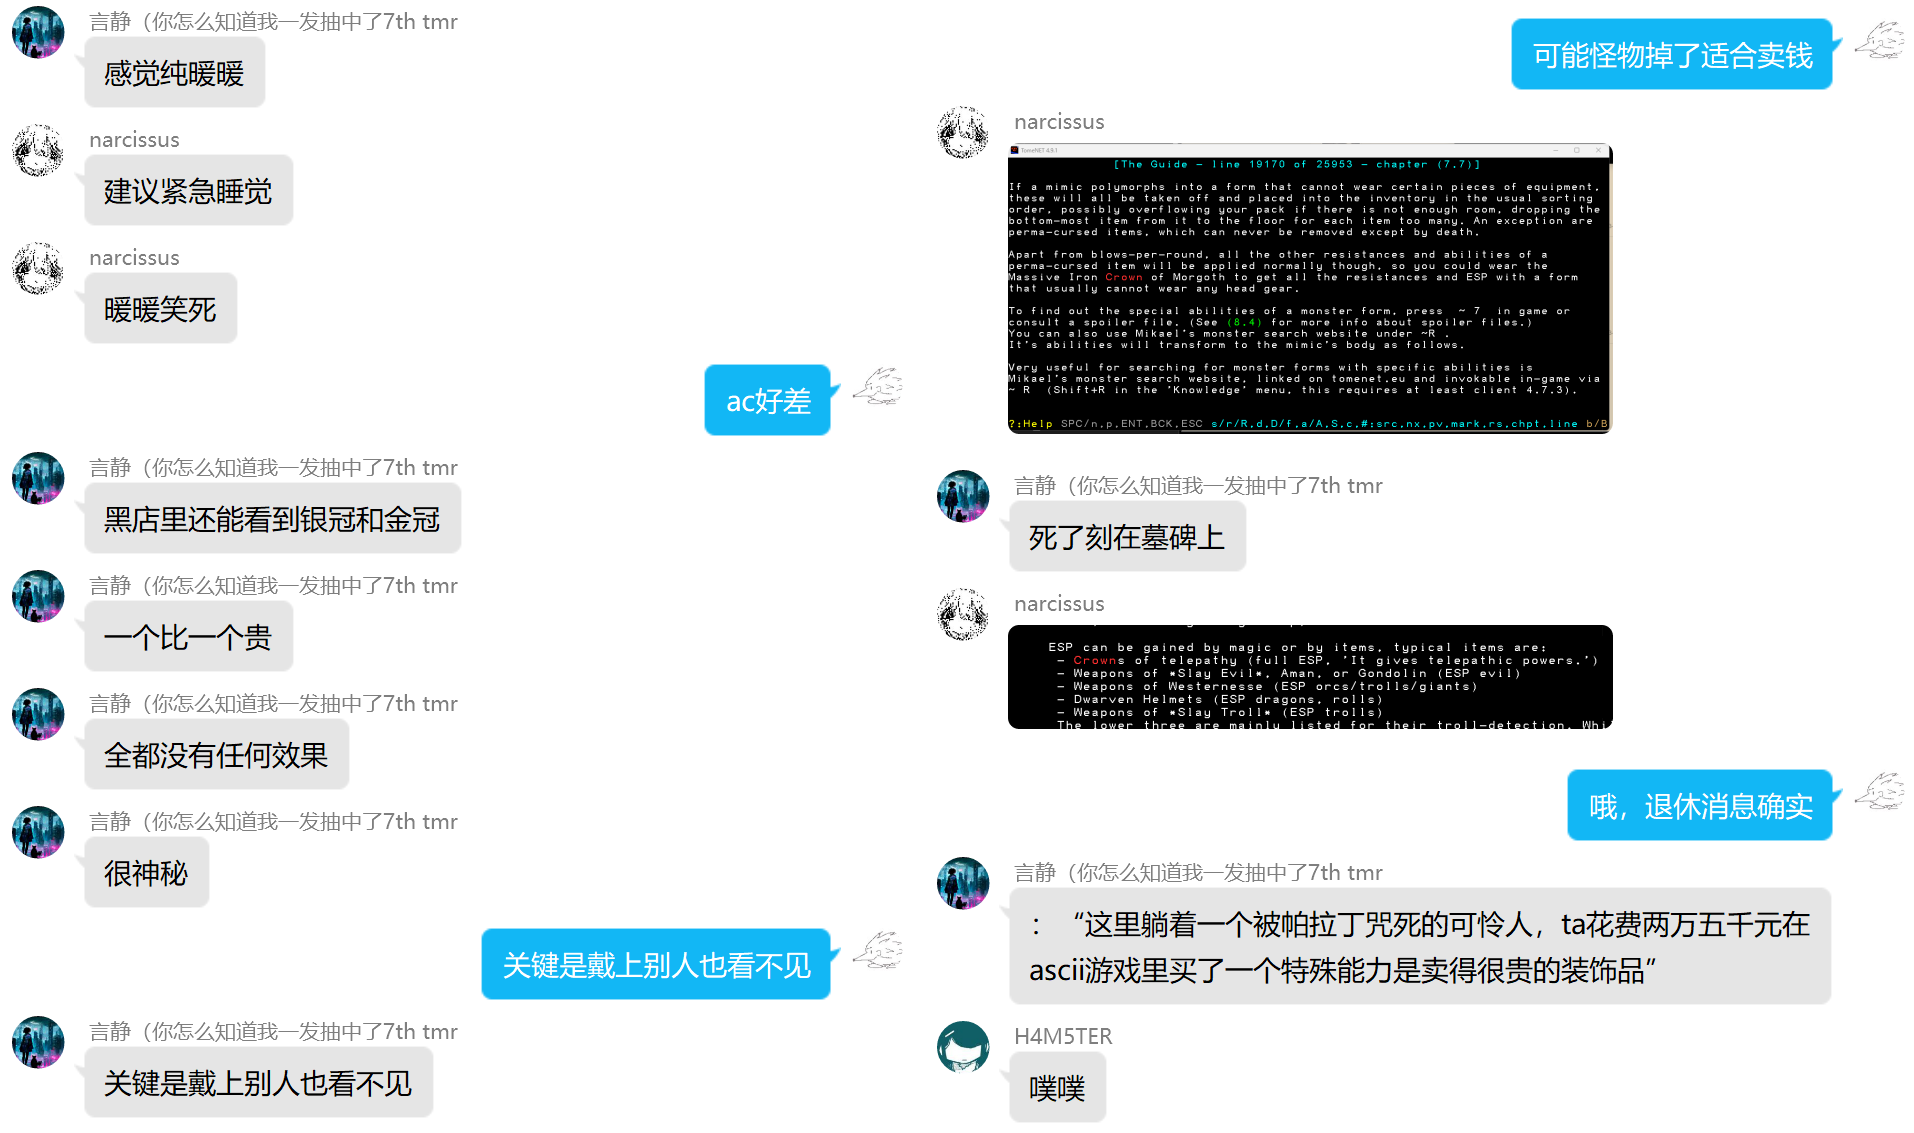 言静（你怎么知道我一发抽中了7th tmr
感觉纯暖暖
narcissus
建议紧急睡觉
narcissus
暖暖笑死
ac好差
言静（你怎么知道我一发抽中了7th tmr
黑店里还能看到银冠和金冠
言静（你怎么知道我一发抽中了7th tmr
一个比一个贵
言静（你怎么知道我一发抽中了7th tmr
全都没有任何效果
言静（你怎么知道我一发抽中了7th tmr
很神秘
关键是戴上别人也看不见
言静（你怎么知道我一发抽中了7th tmr
关键是戴上别人也看不见
可能怪物掉了适合卖钱
narcissus
TomeNET 4.9.1
[The Guide - line 19170 of 25953 - chapter (7.7)]
If a mimic polymorphs into a form that cannot wear certain pieces of equipment,
these will all be taken off and placed into the inventory in the usual sorting
order, possibly overflowing your pack if there is not enough room, dropping the
bottom-most item from it to the floor for each item too many. An exception are
perma-cursed items, which can never be removed except by death.
Apart from blows-per-round, all the other resistances and abilities of a
perma-cursed item will be applied normally though, so you could wear the
Massive Iron Crown of Morgoth to get all the resistances and ESP with a form
that usually cannot wear any head gear.
To find out the special abilities of a monster form, press  ~ 7  in game or
consult a spoiler file. (See (8.4) for more info about spoiler files.)
You can also use Mikael's monster search website under ~R .
It's abilities will transform to the mimic's body as follows.
Very useful for searching for monster forms with specific abilities is
Mikael's monster search website, linked on tomenet.eu and invokable in-game via
~ R  (Shift+R in the 'Knowledge' menu, this requires at least client 4.7.3).
?:Help SPC/n,p,ENT,BCK,ESC s/r/R,d,D/f,a/A,S,c,#:src,nx,pv,mark,rs,chpt,line b/B
言静（你怎么知道我一发抽中了7th tmr
死了刻在墓碑上
narcissus
ESP can be gained by magic or by items, typical items are:
- Crowns of telepathy (full ESP, 'It gives telepathic powers.')
- Weapons of *Slay Evil*, Aman, or Gondolin (ESP evil)
- Weapons of Westernesse (ESP orcs/trolls/giants)
- Dwarven Helmets (ESP dragons, rolls)
- Weapons of *Slay Troll* (ESP trolls)
The lower three are mainly listed for their troll-detection. Whi
哦，退休消息确实
言静（你怎么知道我一发抽中了7th tmr
：“这里躺着一个被帕拉丁咒死的可怜人，ta花费两万五千元在
ascii游戏里买了一个特殊能力是卖得很贵的装饰品”
H4M5TER
噗噗